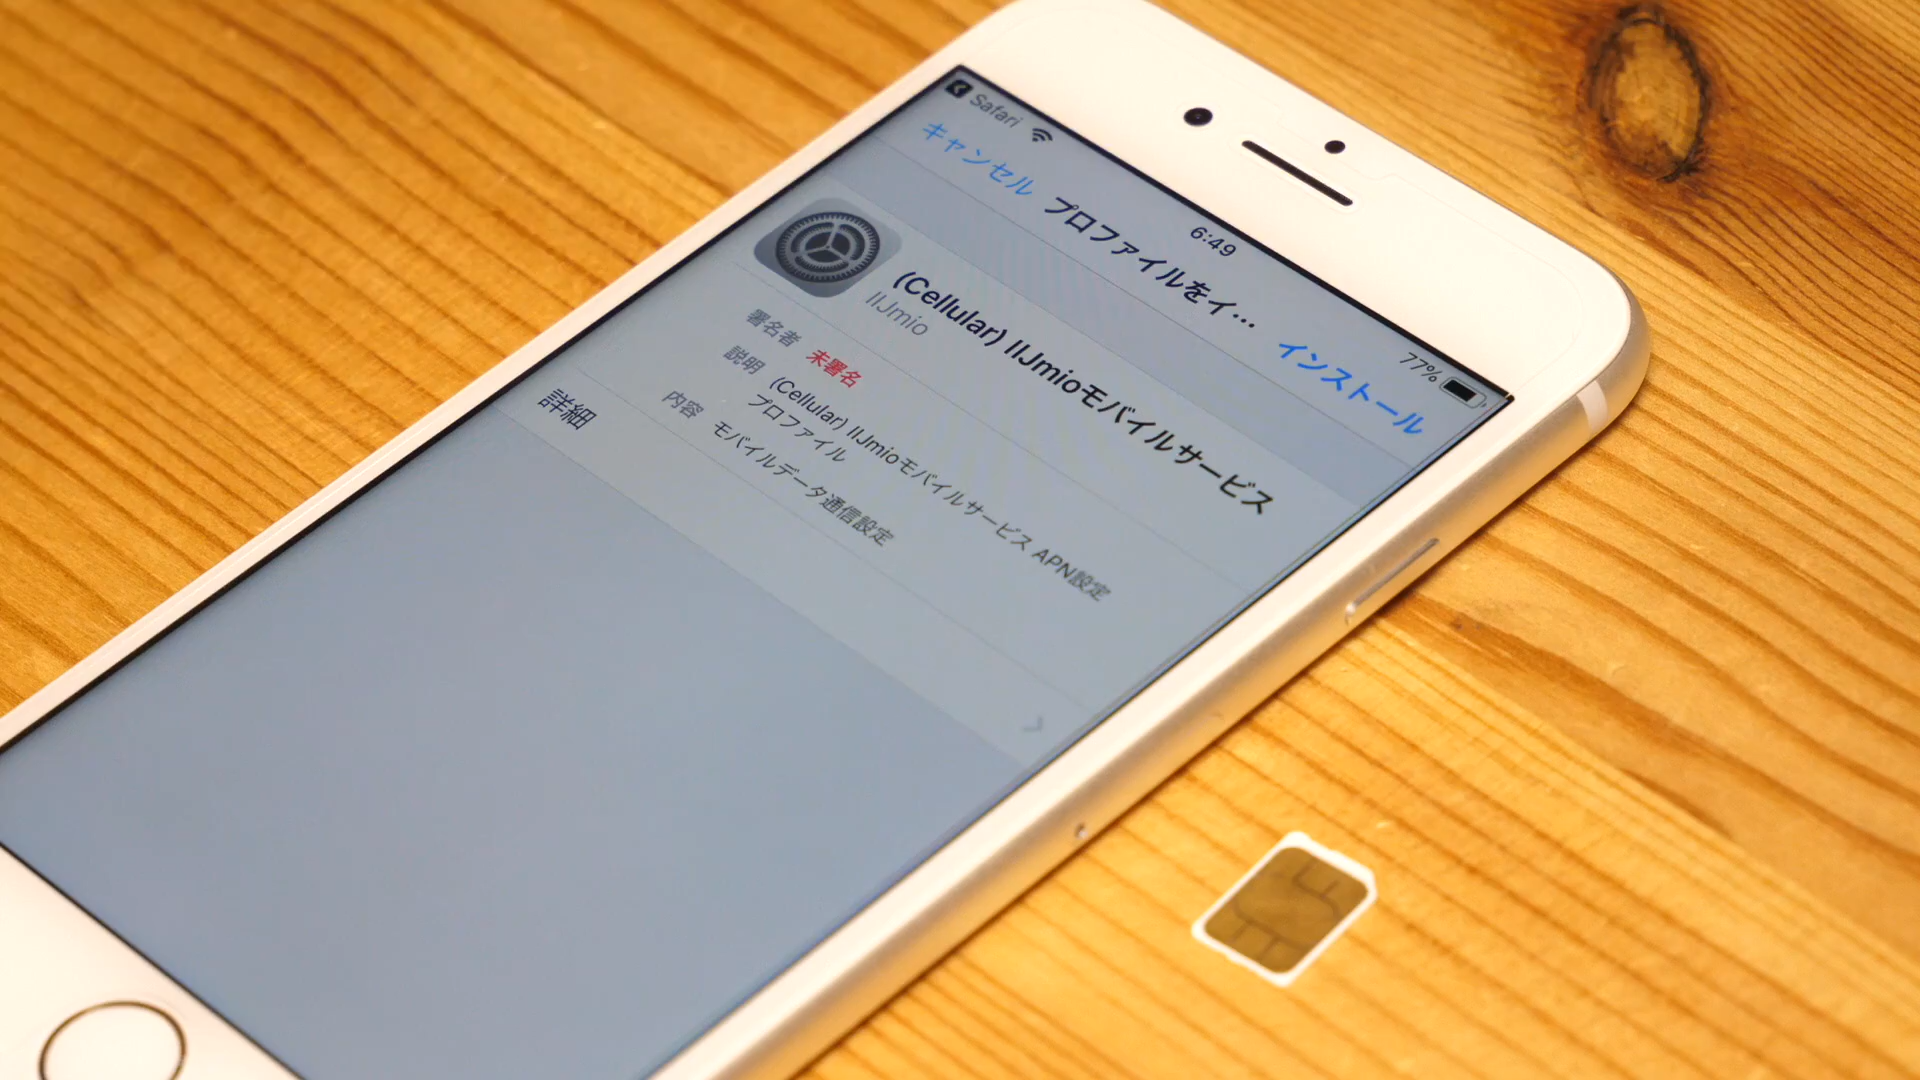 Safari 6:49 77%
キャンセル プロファイルをイ... インストール
(Cellular) IIJmioモバイルサービス
IIJmio
署名者 未署名
説明 (Cellular) IIJmioモバイルサービス APN設定
プロファイル
内容 モバイルデータ通信設定
詳細